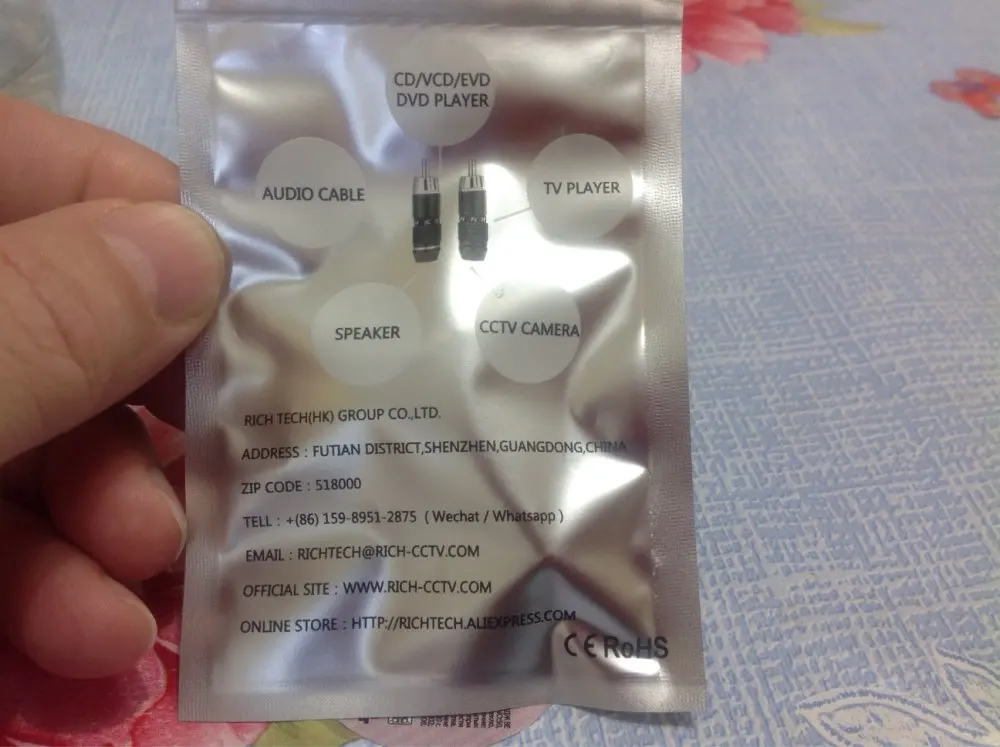 CD/VCD/EVD
DVD PLAYER
AUDIO CABLE
TV PLAYER
SPEAKER
CCTV CAMERA
RICH TECH(HK) GROUP CO.,LTD.
ADDRESS : FUTIAN DISTRICT,SHENZHEN,GUANGDONG,CHINA
ZIP CODE : 518000
TELL : +(86) 159-8951-2875 ( Wechat / Whatsapp )
EMAIL : RICHTECH@RICH-CCTV.COM
OFFICIAL SITE : WWW.RICH-CCTV.COM
ONLINE STORE : HTTP://RICHTECH.ALIEXPRESS.COM
CE RoHS